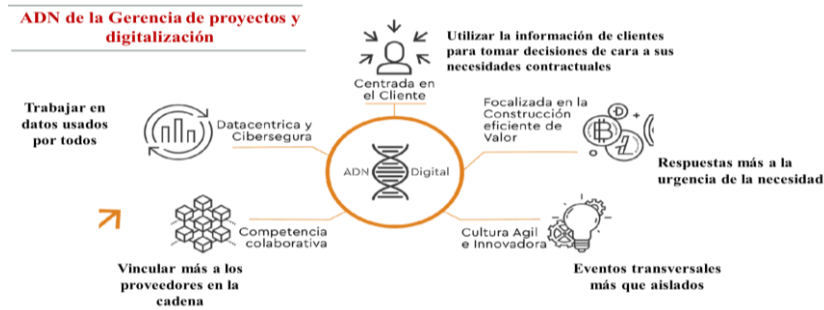 ADN de la Gerencia de proyectos y
digitalización
Utilizar la información de clientes
para tomar decisiones de cara a sus
necesidades contractuales
Centrada en
el Cliente
Trabajar en
datos usados
por todos
Datacentrica y
Cibersegura
Focalizada en la
Construcción
eficiente de
Valor
Respuestas más a la
urgencia de la necesidad
ADN Digital
Competencia
colaborativa
Cultura Agil
e Innovadora
Vincular más a los
proveedores en la
cadena
Eventos transversales
más que aislados